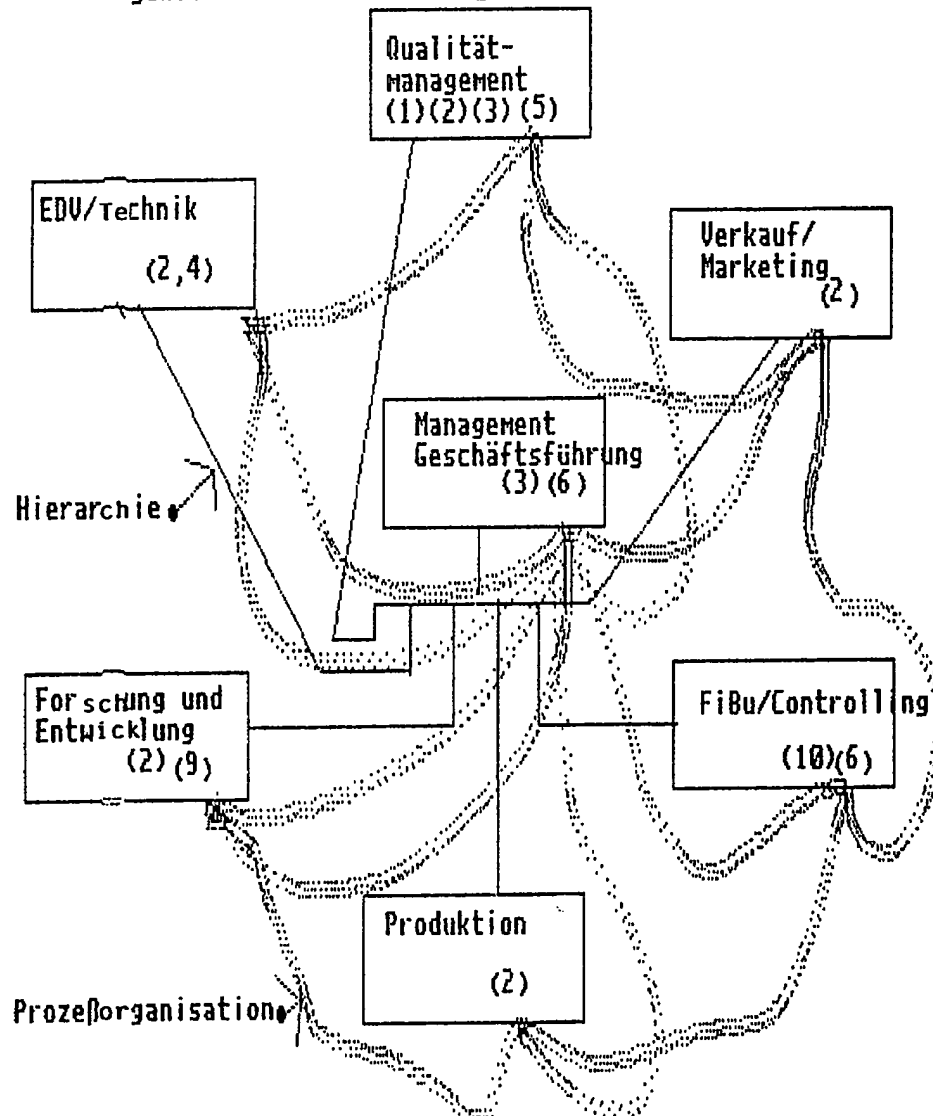 Qualität-
management
(1)(2)(3)(5)
EDV/Technik
(2,4)
Verkauf/
Marketing
(2)
Management
Geschäftsführung
(3)(6)
Hierarchie
Forschung und
Entwicklung
(2)(9)
FiBu/Controlling
(10)(6)
Produktion
(2)
Prozeßorganisation